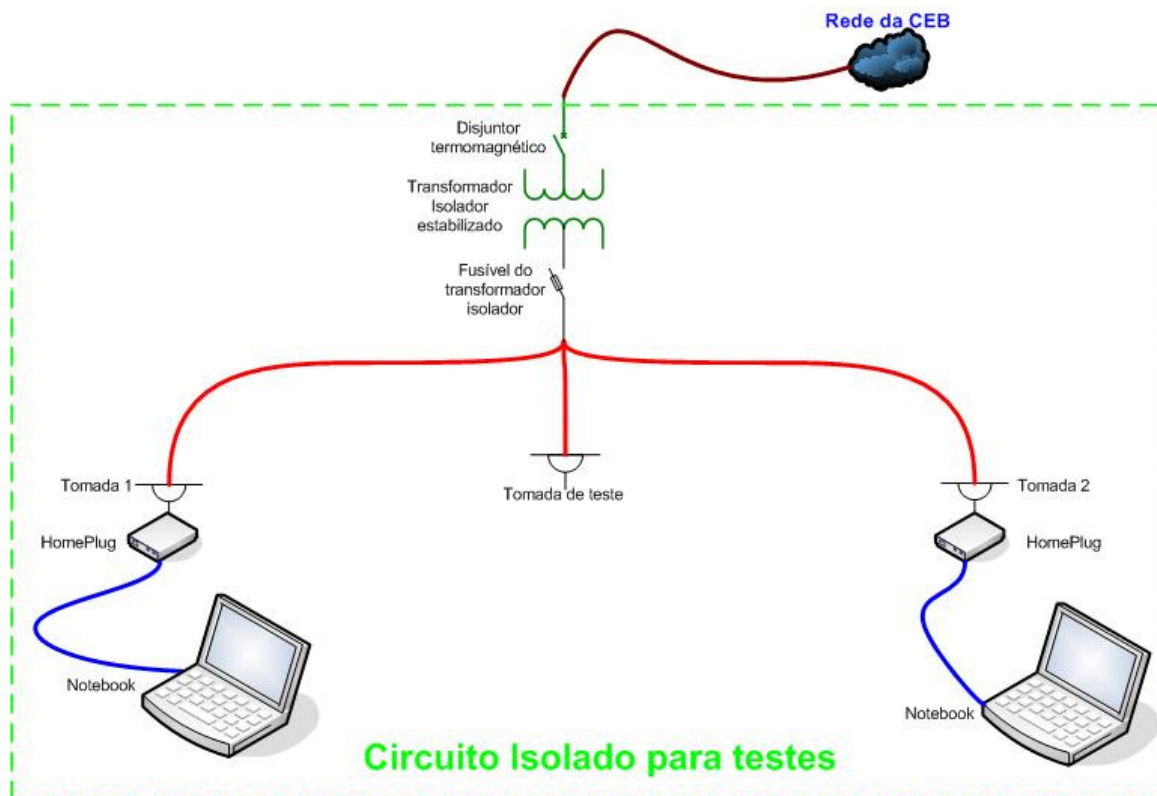 Rede da CEB
Disjuntor
termomagnético
Transformador
Isolador
estabilizado
Fusível do
transformador
isolador
Tomada 1
Tomada de teste
Tomada 2
HomePlug
HomePlug
Notebook
Notebook
Circuito Isolado para testes